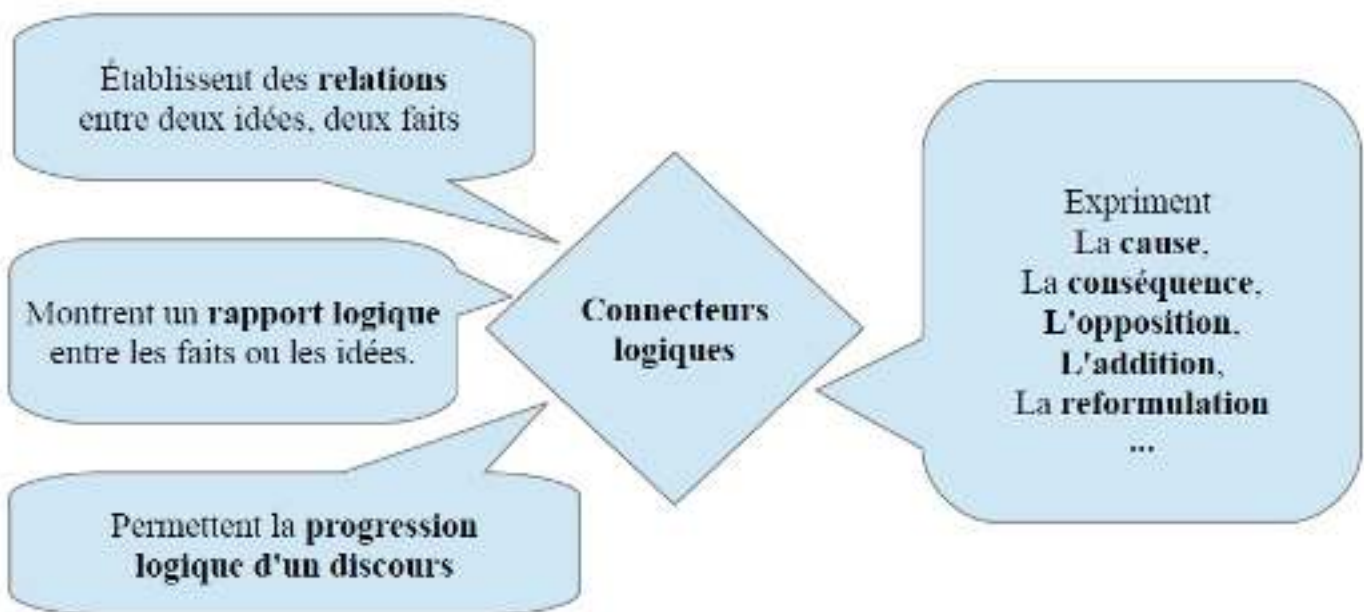 Établissent des relations
entre deux idées, deux faits
Montrent un rapport logique
entre les faits ou les idées.
Permettent la progression
logique d'un discours
Connecteurs
logiques
Expriment
La cause,
La conséquence,
L'opposition,
L'addition,
La reformulation
...